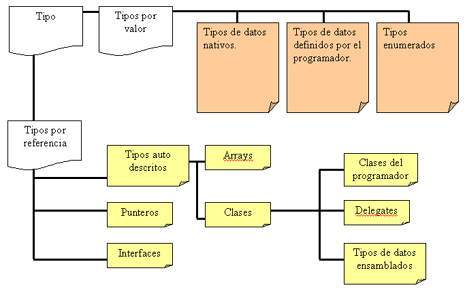 Tipo
Tipos por
valor
Tipos de datos
nativos.
Tipos de datos
definidos por el
programador.
Tipos
enumerados
Tipos por
referencia
Tipos auto
descritos
Arrays
Clases del
programador
Punteros
Clases
Delegates
Interfaces
Tipos de datos
ensamblados